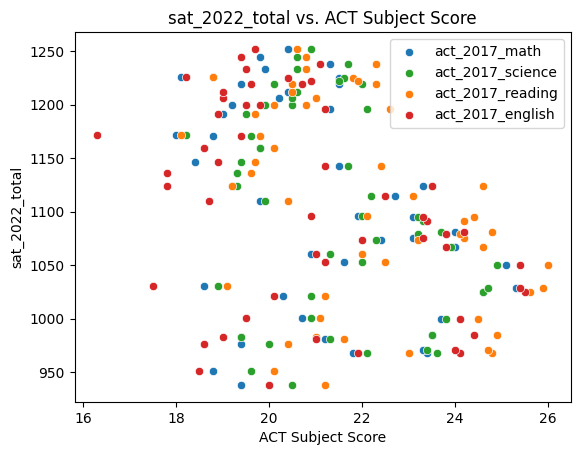 sat_2022_total vs. ACT Subject Score
act_2017_math
act_2017_science
act_2017_reading
act_2017_english
1250
1200
1150
1100
1050
1000
950
sat_2022_total
16
18
20
22
24
26
ACT Subject Score